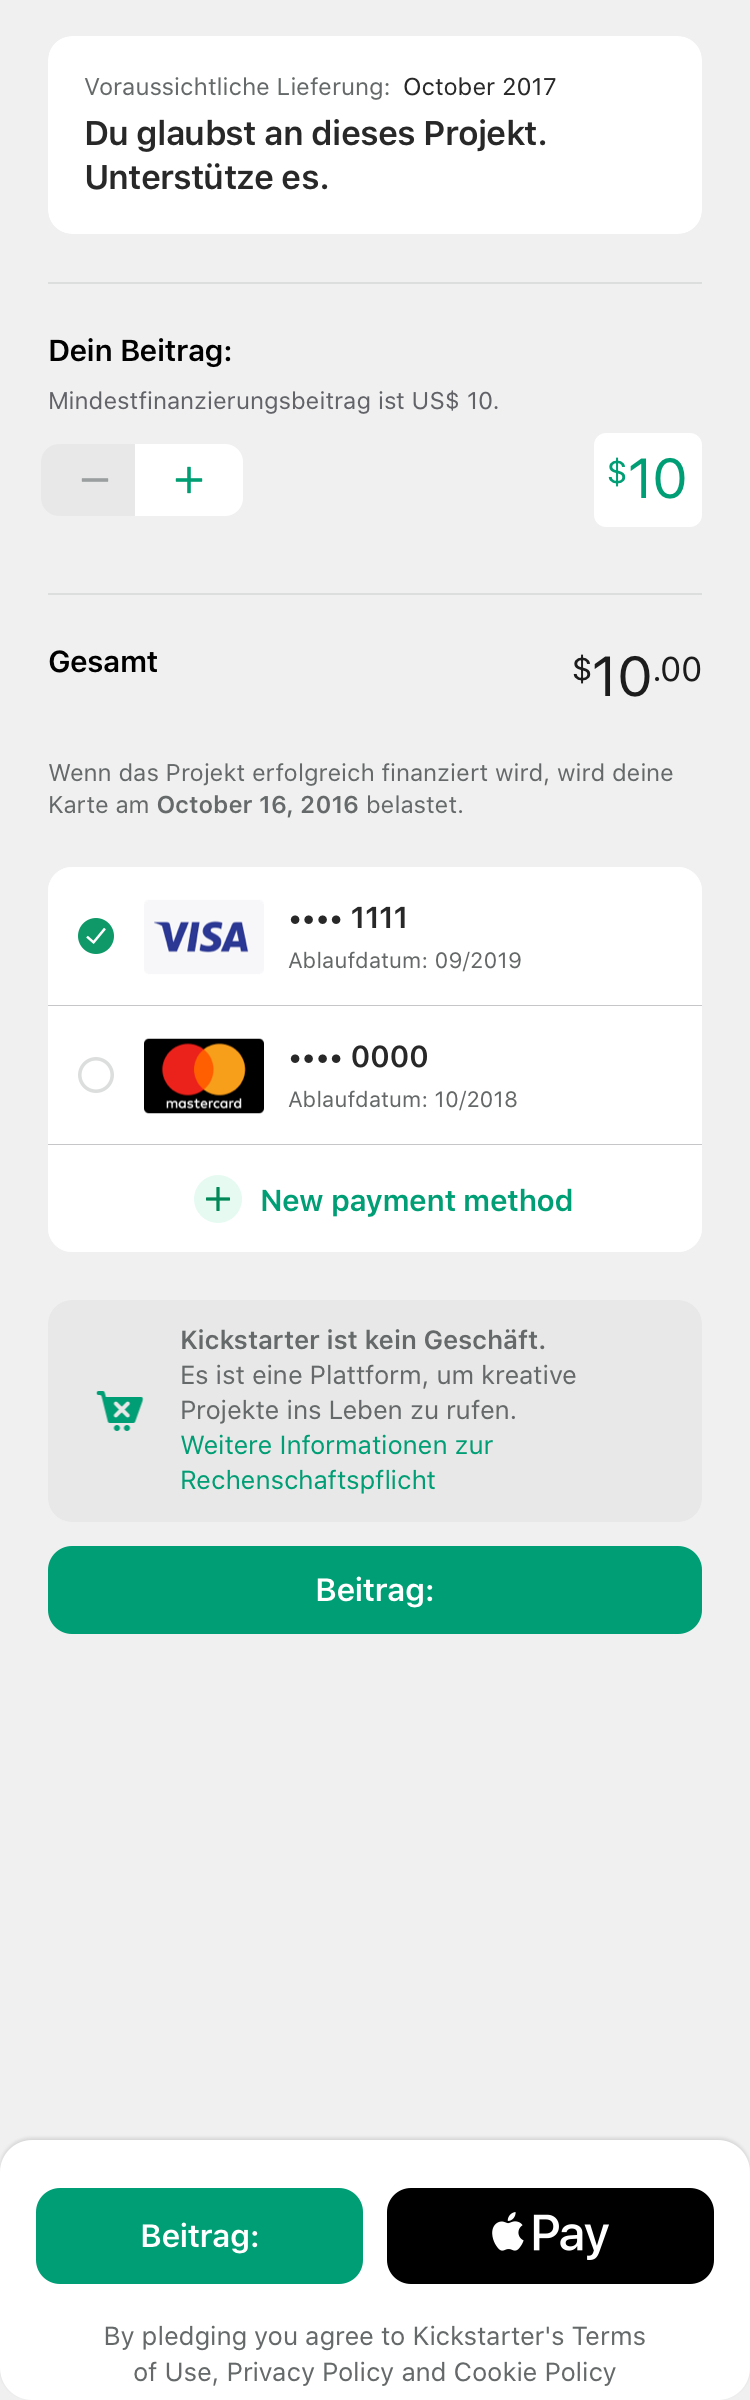 Voraussichtliche Lieferung: October 2017
Du glaubst an dieses Projekt.
Unterstütze es.
Dein Beitrag:
Mindestfinanzierungsbeitrag ist US$ 10.
− +
$10
Gesamt
$10.00
Wenn das Projekt erfolgreich finanziert wird, wird deine
Karte am October 16, 2016 belastet.
VISA
•••• 1111
Ablaufdatum: 09/2019
mastercard
•••• 0000
Ablaufdatum: 10/2018
+ New payment method
Kickstarter ist kein Geschäft.
Es ist eine Plattform, um kreative
Projekte ins Leben zu rufen.
Weitere Informationen zur
Rechenschaftspflicht
Beitrag:
Beitrag:
Pay
By pledging you agree to Kickstarter's Terms
of Use, Privacy Policy and Cookie Policy